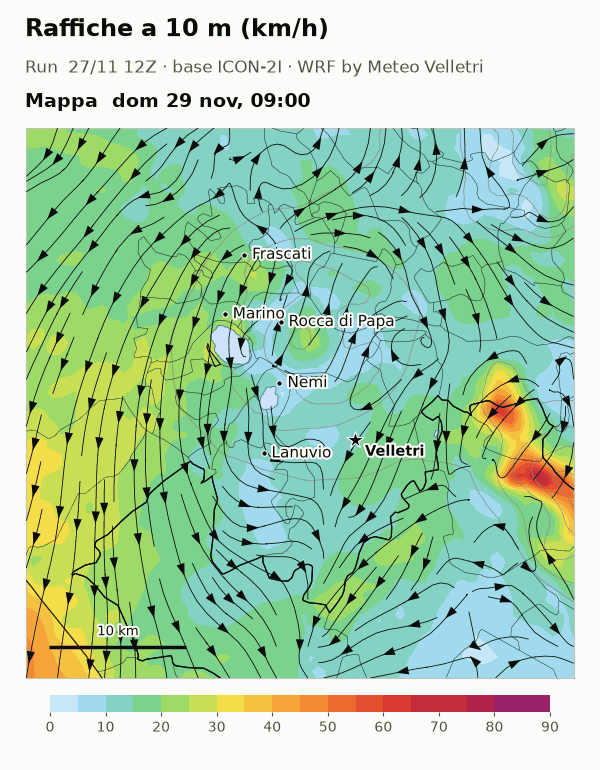 Raffiche a 10 m (km/h)
Run  27/11 12Z · base ICON-2I · WRF by Meteo Velletri
Mappa  dom 29 nov, 09:00
Frascati
Marino
Rocca di Papa
Nemi
Velletri
Lanuvio
10 km
0 10 20 30 40 50 60 70 80 90